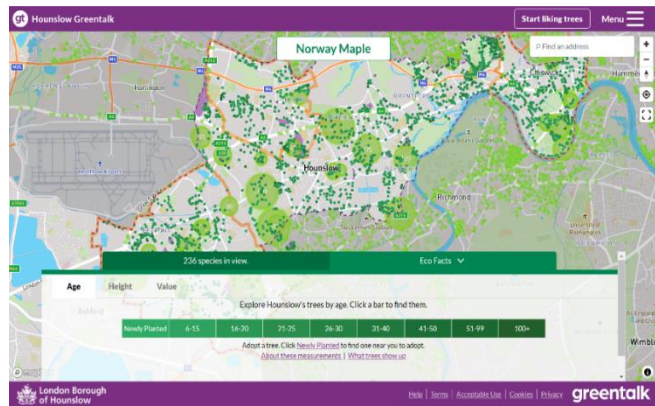 gt Hounslow Greentalk
Start liking trees
Menu
Norway Maple
Find an address
Chiswick
Hounslow
Richmond
236 species in view.
Eco Facts
Age
Height
Value
Ashford
Explore Hounslow's trees by age. Click a bar to find them.
Newly Planted
6-15
16-20
21-25
26-30
31-40
41-50
51-99
100+
Adopt a tree. Click Newly Planted to find one near you to adopt.
About these measurements | What trees show up
London Borough
of Hounslow
Help | Terms | Acceptable Use | Cookies | Privacy
greentalk